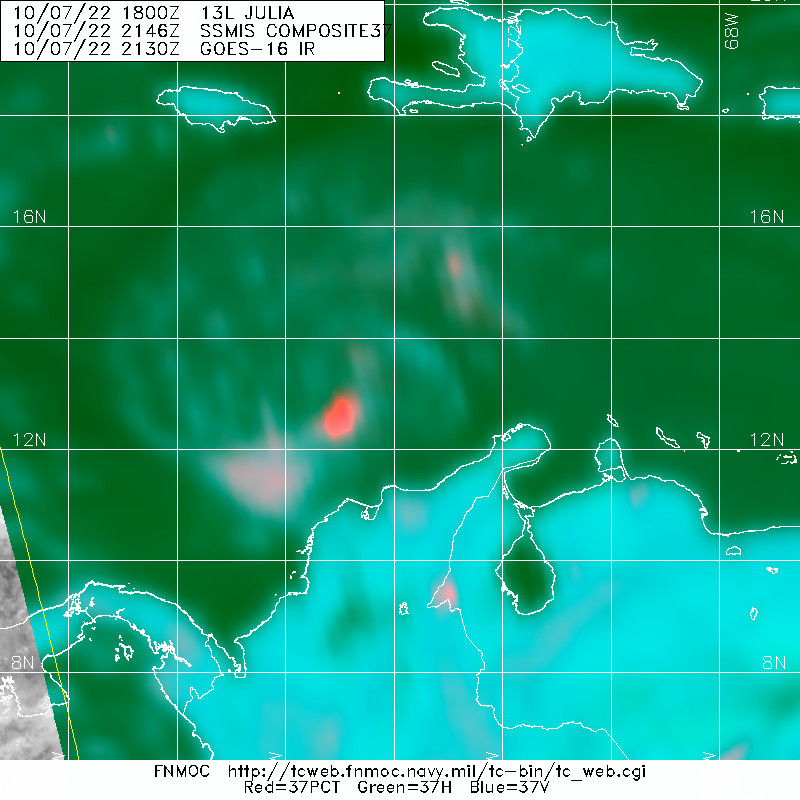 10/07/22 1800Z 13L JULIA
10/07/22 2146Z SSMIS COMPOSITE37
10/07/22 2130Z GOES-16 IR
72W
68W
16N 16N
12N 12N
8N 8N
FNMOC http://tcweb.fnmoc.navy.mil/tc-bin/tc_web.cgi
Red=37PCT Green=37H Blue=37V